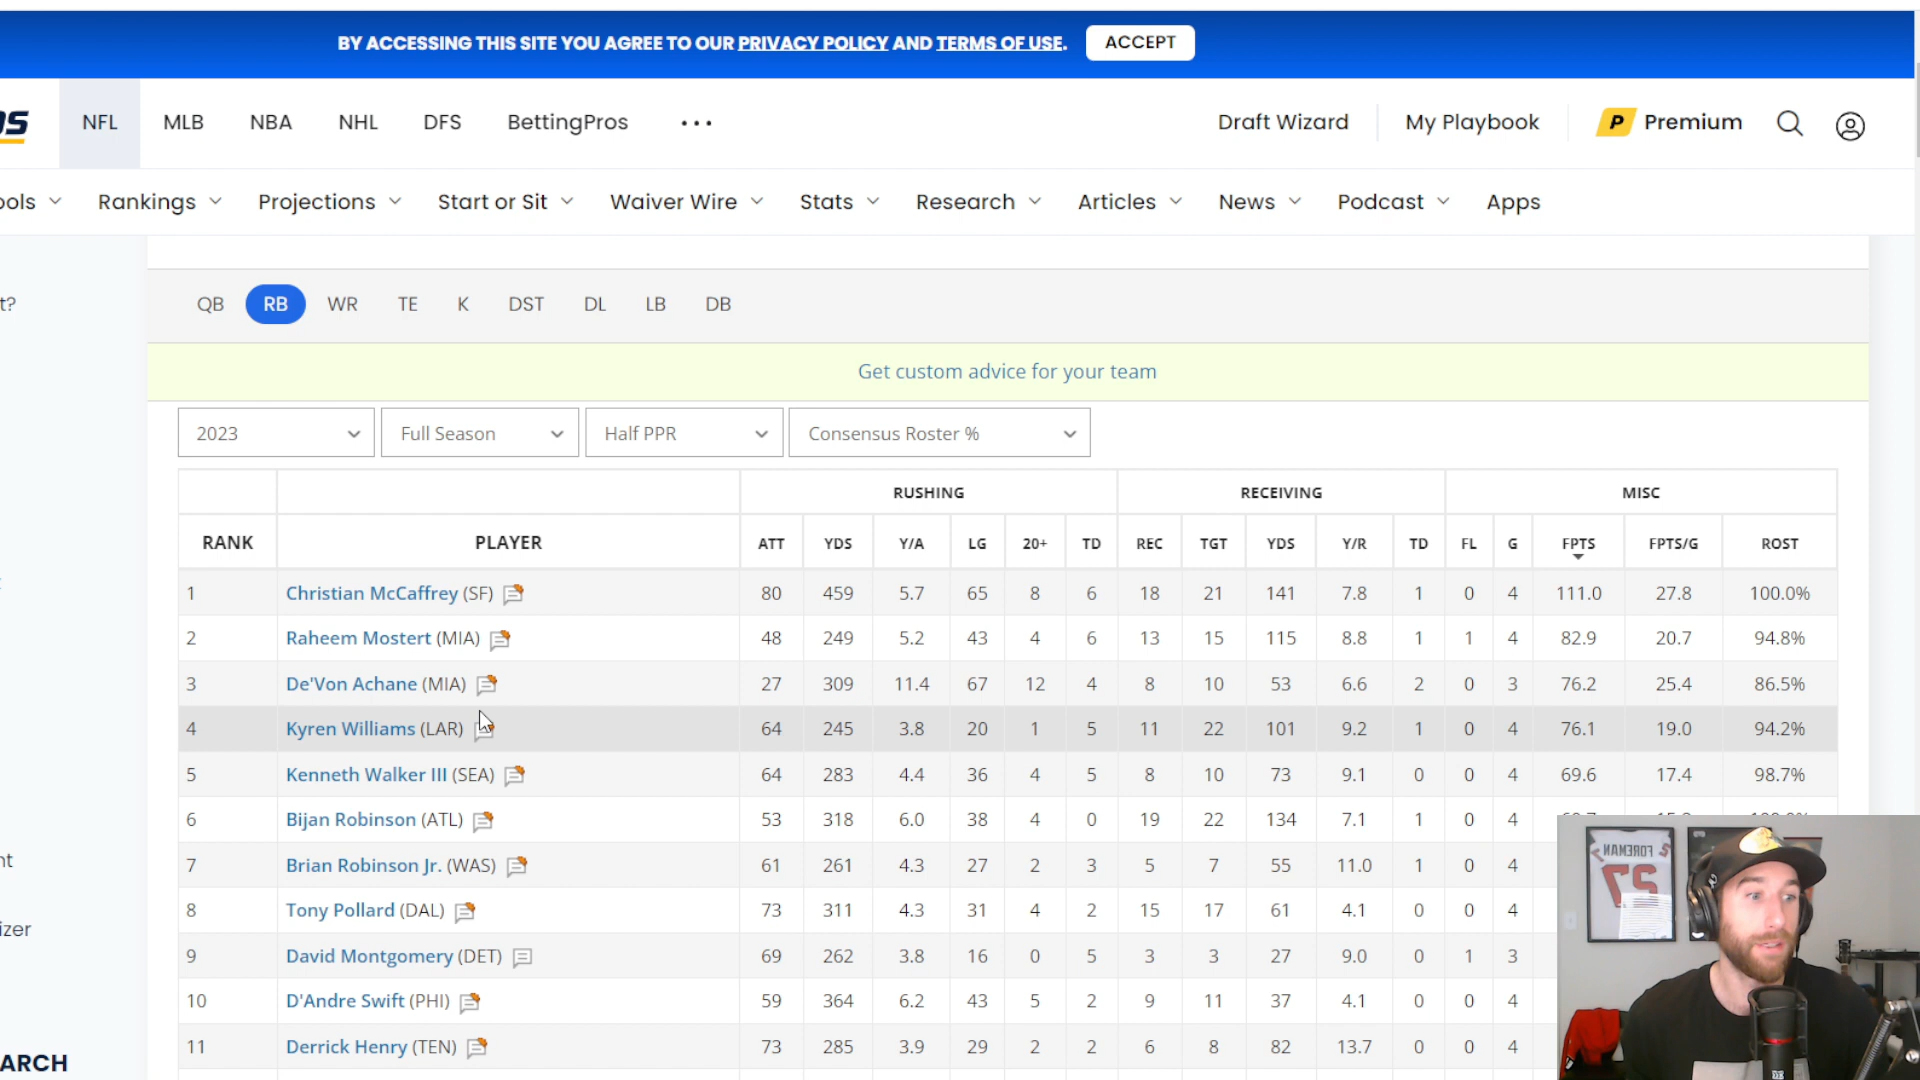 BY ACCESSING THIS SITE YOU AGREE TO OUR PRIVACY POLICY AND TERMS OF USE. ACCEPT
OS NFL MLB NBA NHL DFS BettingPros ... Draft Wizard My Playbook P Premium
ools Rankings Projections Start or Sit Waiver Wire Stats Research Articles News Podcast Apps
t?
QB RB WR TE K DST DL LB DB
Get custom advice for your team
2023 Full Season Half PPR Consensus Roster %
RUSHING RECEIVING MISC
RANK PLAYER ATT YDS Y/A LG 20+ TD REC TGT YDS Y/R TD FL G FPTS FPTS/G ROST
1 Christian McCaffrey (SF) 80 459 5.7 65 8 6 18 21 141 7.8 1 0 4 111.0 27.8 100.0%
2 Raheem Mostert (MIA) 48 249 5.2 43 4 6 13 15 115 8.8 1 1 4 82.9 20.7 94.8%
3 De'Von Achane (MIA) 27 309 11.4 67 12 4 8 10 53 6.6 2 0 3 76.2 25.4 86.5%
4 Kyren Williams (LAR) 64 245 3.8 20 1 5 11 22 101 9.2 1 0 4 76.1 19.0 94.2%
5 Kenneth Walker III (SEA) 64 283 4.4 36 4 5 8 10 73 9.1 0 0 4 69.6 17.4 98.7%
6 Bijan Robinson (ATL) 53 318 6.0 38 4 0 19 22 134 7.1 1 0 4
nt
7 Brian Robinson Jr. (WAS) 61 261 4.3 27 2 3 5 7 55 11.0 1 0 4
FOREMAN
27
8 Tony Pollard (DAL) 73 311 4.3 31 4 2 15 17 61 4.1 0 0 4
izer
9 David Montgomery (DET) 69 262 3.8 16 0 5 3 3 27 9.0 0 1 3
10 D'Andre Swift (PHI) 59 364 6.2 43 5 2 9 11 37 4.1 0 0 4
11 Derrick Henry (TEN) 73 285 3.9 29 2 2 6 8 82 13.7 0 0 4
ARCH